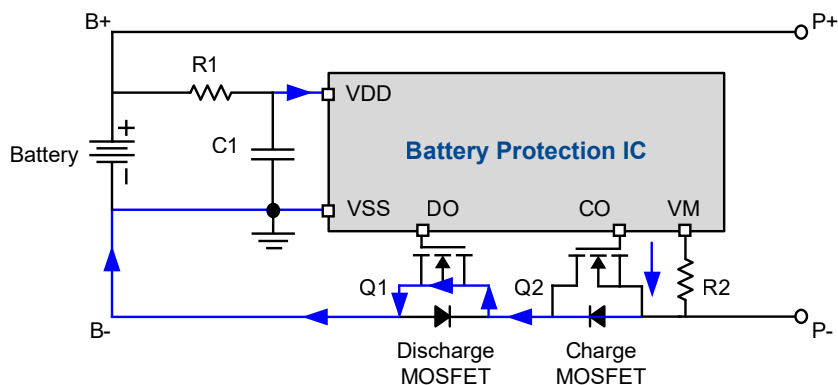 B+
P+
R1
VDD
Battery
+
–
C1
Battery Protection IC
VSS
DO
CO
VM
Q1
Q2
R2
B-
P-
Discharge
MOSFET
Charge
MOSFET